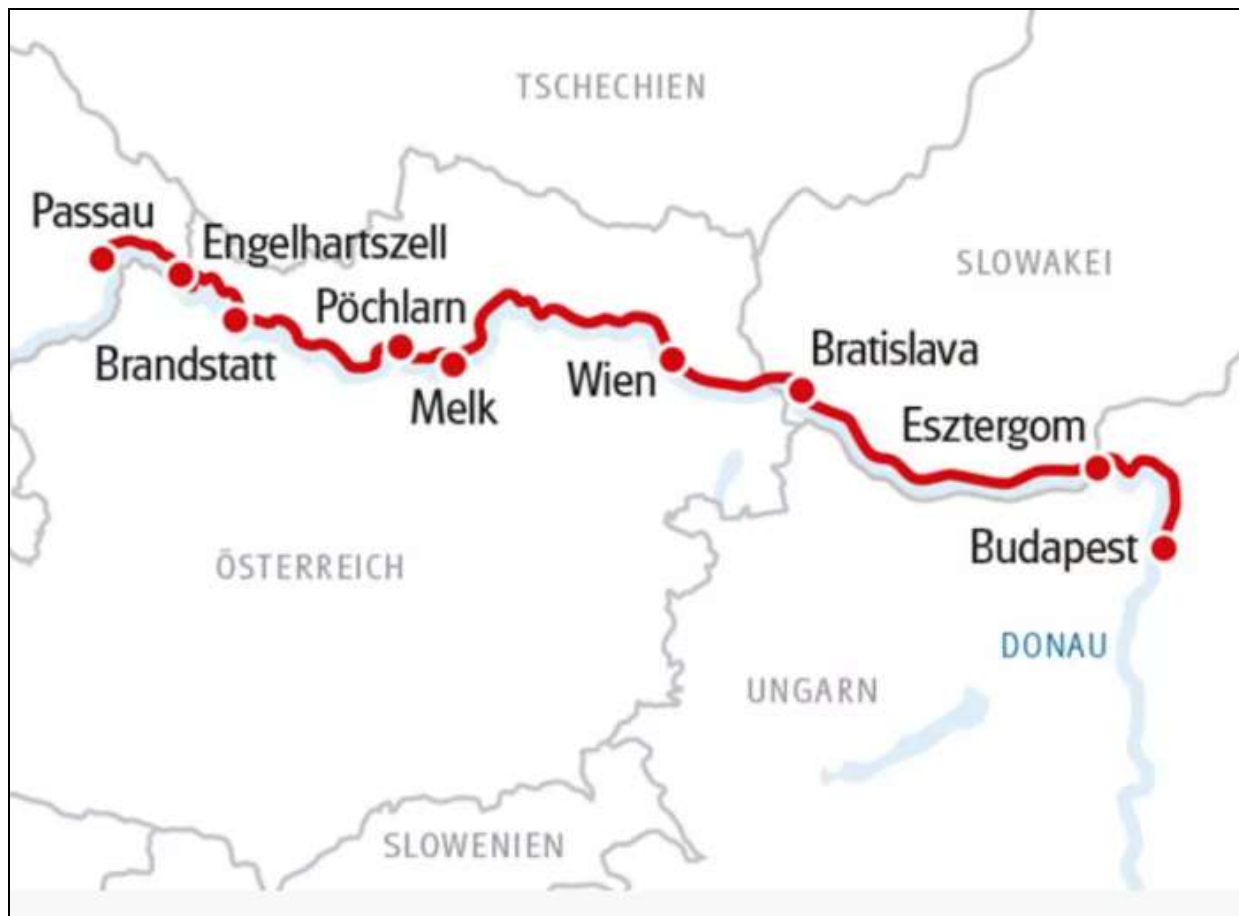 TSCHECHIEN
Passau
Engelhartszell
SLOWAKEI
Pöchlarn
Brandstatt
Bratislava
Wien
Melk
Esztergom
Budapest
ÖSTERREICH
DONAU
UNGARN
SLOWENIEN